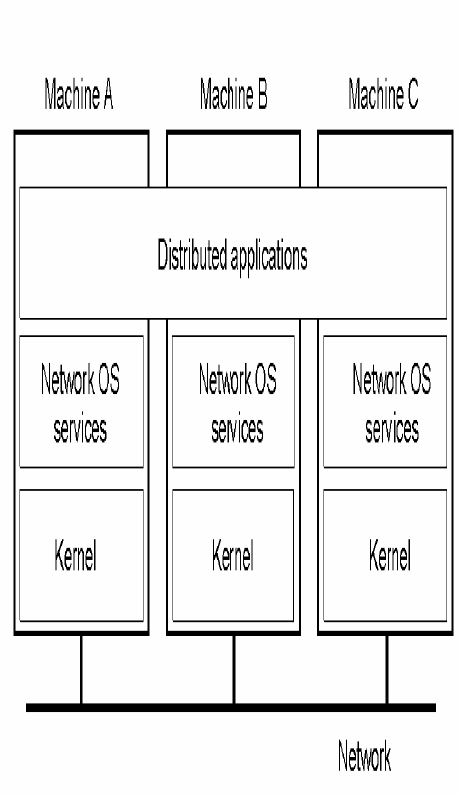 Machine A
Machine B
Machine C
Distributed applications
Network OS
services
Network OS
services
Network OS
services
Kernel
Kernel
Kernel
Network